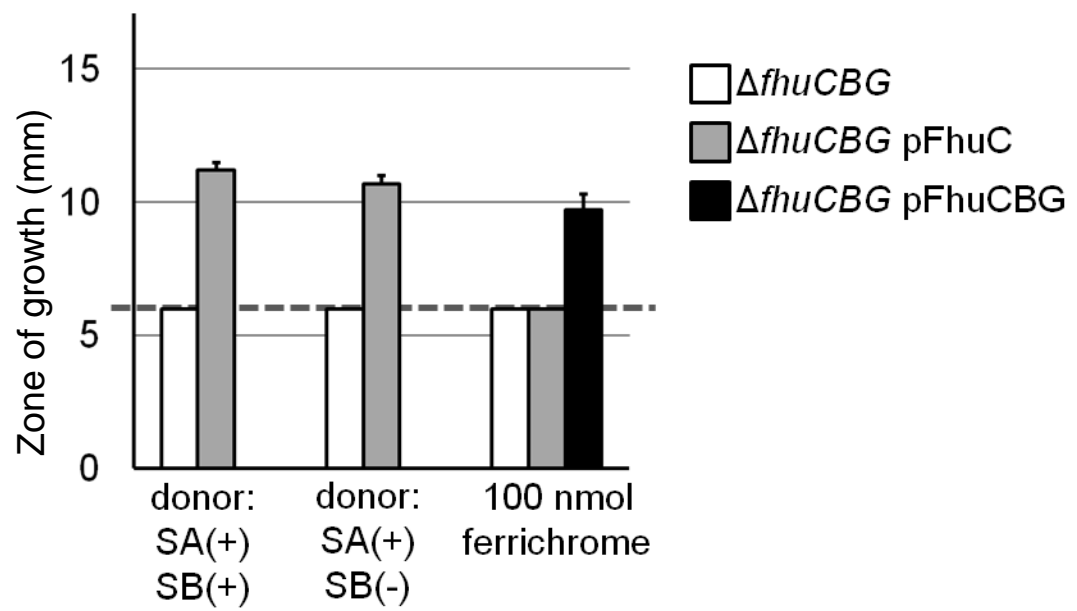 Zone of growth (mm)
15
10
5
0
donor:
SA(+)
SB(+)
donor:
SA(+)
SB(-)
100 nmol
ferrichrome
ΔfhuCBG
ΔfhuCBG pFhuC
ΔfhuCBG pFhuCBG